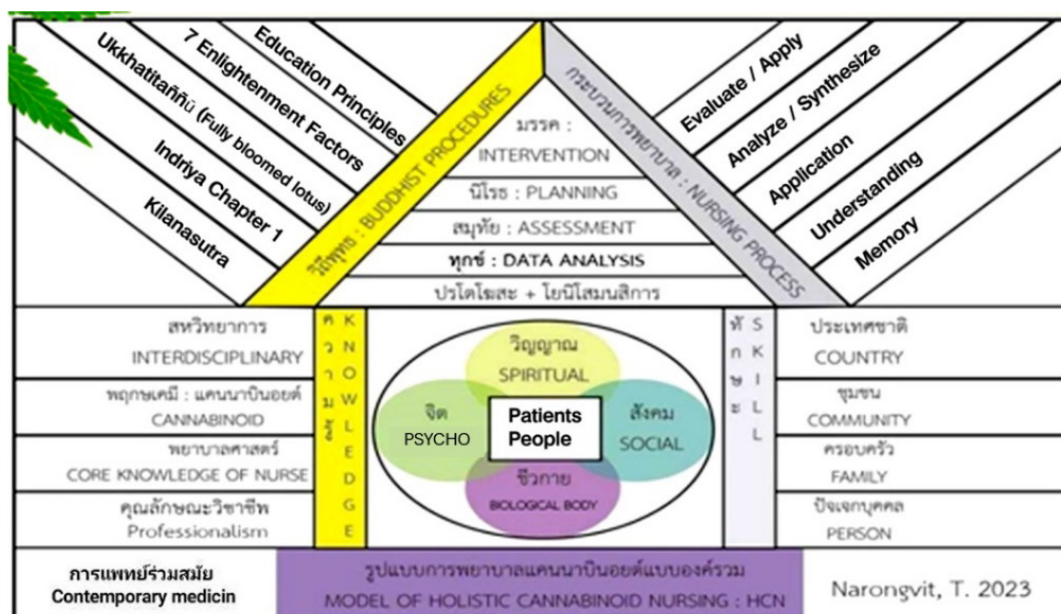 Education Principles
7 Enlightenment Factors
Ukkhatitaññū (Fully bloomed lotus)
Indriya Chapter 1
Kilanasutra
วิถีพุทธ : BUDDHIST PROCEDURES
มรรค :
INTERVENTION
นิโรธ : PLANNING
สมุทัย : ASSESSMENT
ทุกข์ : DATA ANALYSIS
ปรโตโฆสะ + โยนิโสมนสิการ
กระบวนการพยาบาล : NURSING PROCESS
Evaluate / Apply
Analyze / Synthesize
Application
Understanding
Memory
สหวิทยาการ
INTERDISCIPLINARY
พฤกษเคมี : แคนนาบินอยด์
CANNABINOID
พยาบาลศาสตร์
CORE KNOWLEDGE OF NURSE
คุณลักษณะวิชาชีพ
Professionalism
ความรู้
KNOWLEDGE
วิญญาณ
SPIRITUAL
จิต
PSYCHO
Patients
People
สังคม
SOCIAL
ชีวกาย
BIOLOGICAL BODY
ทักษะ
SKILL
ประเทศชาติ
COUNTRY
ชุมชน
COMMUNITY
ครอบครัว
FAMILY
ปัจเจกบุคคล
PERSON
การแพทย์ร่วมสมัย
Contemporary medicin
รูปแบบการพยาบาลแคนนาบินอยด์แบบองค์รวม
MODEL OF HOLISTIC CANNABINOID NURSING : HCN
Narongvit, T. 2023